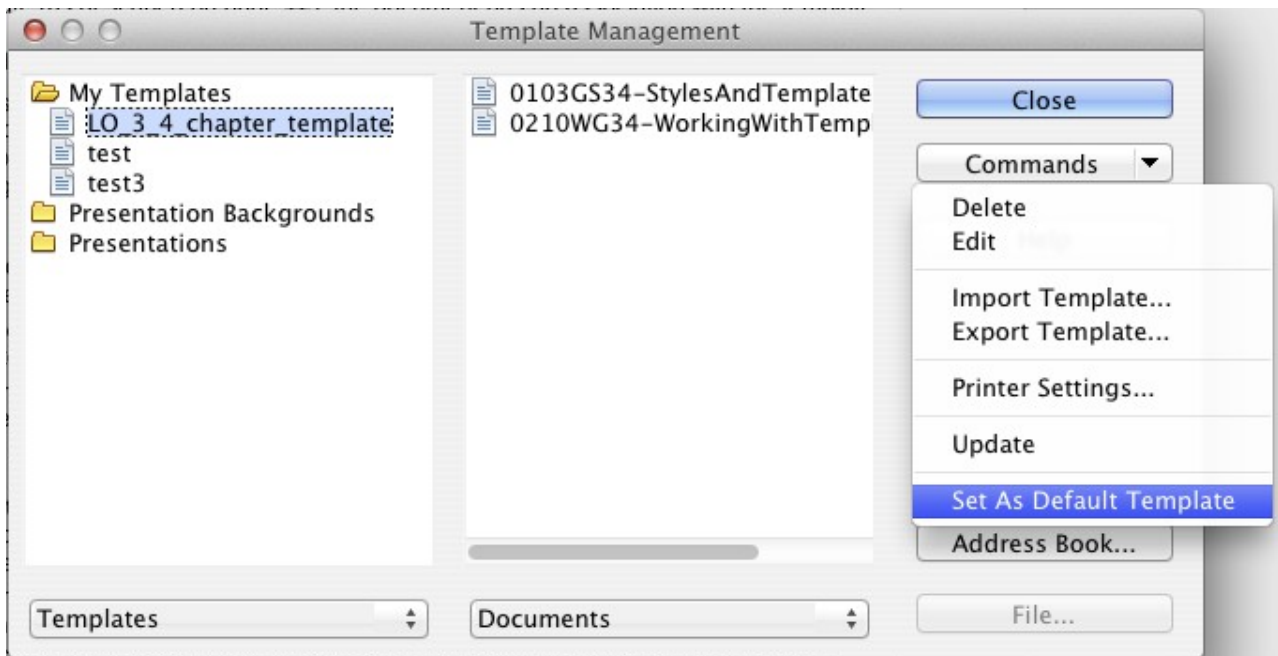 Template Management
My Templates
LO_3_4_chapter_template
test
test3
Presentation Backgrounds
Presentations
Templates
0103GS34-StylesAndTemplate
0210WG34-WorkingWithTemp
Documents
Close
Commands
Delete
Edit
Help
Import Template...
Export Template...
Printer Settings...
Update
Set As Default Template
Address Book...
File...